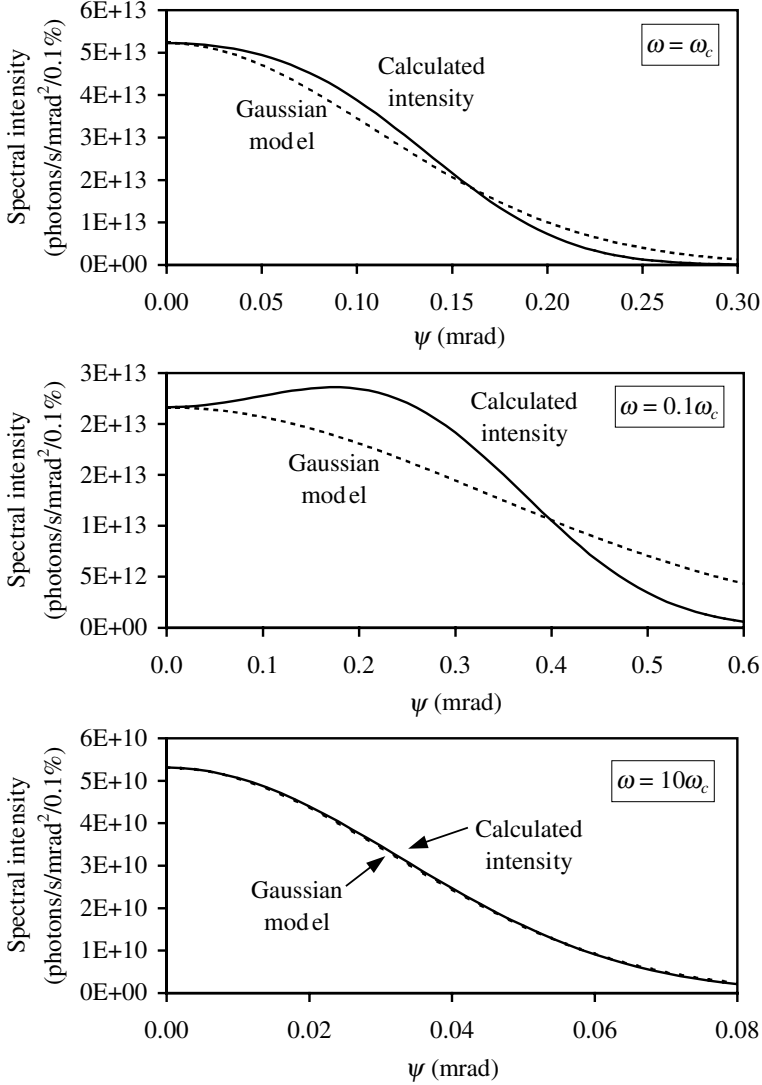 Spectral intensity
(photons/s/mrad²/0.1%)
6E+13
5E+13
4E+13
3E+13
2E+13
1E+13
0E+00
ω = ω_c
Calculated
intensity
Gaussian
model
0.00 0.05 0.10 0.15 0.20 0.25 0.30
ψ (mrad)
Spectral intensity
(photons/s/mrad²/0.1%)
3E+13
2E+13
2E+13
1E+13
5E+12
0E+00
ω = 0.1ω_c
Calculated
intensity
Gaussian
model
0.0 0.1 0.2 0.3 0.4 0.5 0.6
ψ (mrad)
Spectral intensity
(photons/s/mrad²/0.1%)
6E+10
5E+10
4E+10
3E+10
2E+10
1E+10
0E+00
ω = 10ω_c
Calculated
intensity
Gaussian
model
0.00 0.02 0.04 0.06 0.08
ψ (mrad)